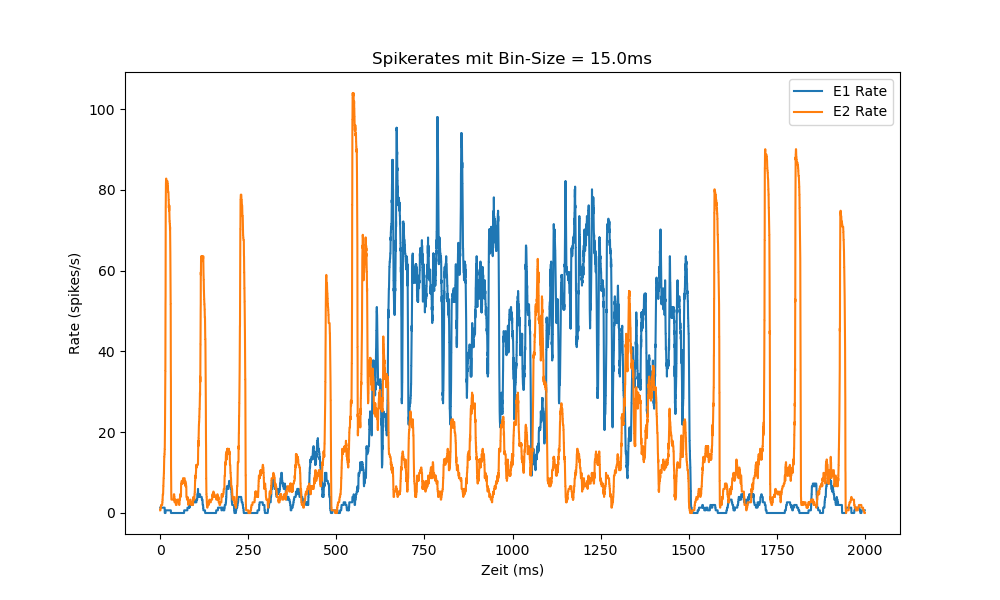 Spikerates mit Bin-Size = 15.0ms
E1 Rate
E2 Rate
100
80
60
40
20
0
Rate (spikes/s)
0 250 500 750 1000 1250 1500 1750 2000
Zeit (ms)